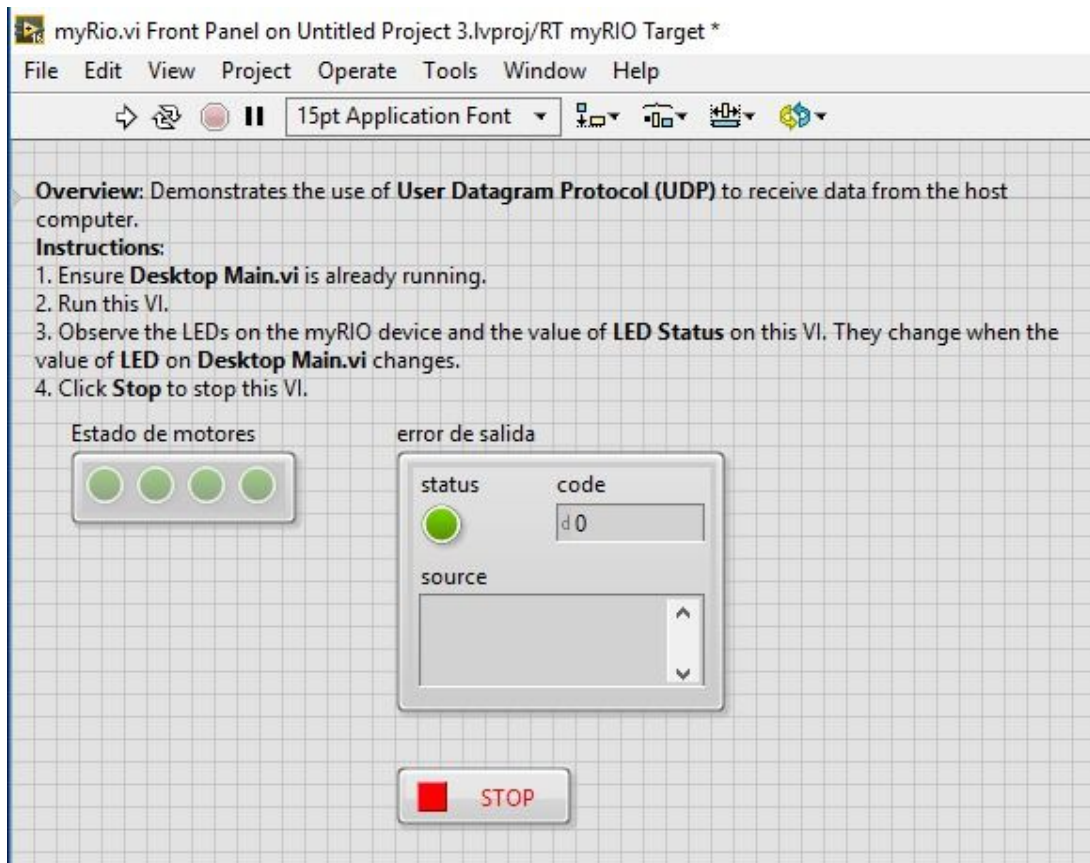 myRio.vi Front Panel on Untitled Project 3.lvproj/RT myRIO Target *
File Edit View Project Operate Tools Window Help
15pt Application Font
Overview: Demonstrates the use of User Datagram Protocol (UDP) to receive data from the host
computer.
Instructions:
1. Ensure Desktop Main.vi is already running.
2. Run this VI.
3. Observe the LEDs on the myRIO device and the value of LED Status on this VI. They change when the
value of LED on Desktop Main.vi changes.
4. Click Stop to stop this VI.
Estado de motores error de salida
status code
d 0
source
STOP